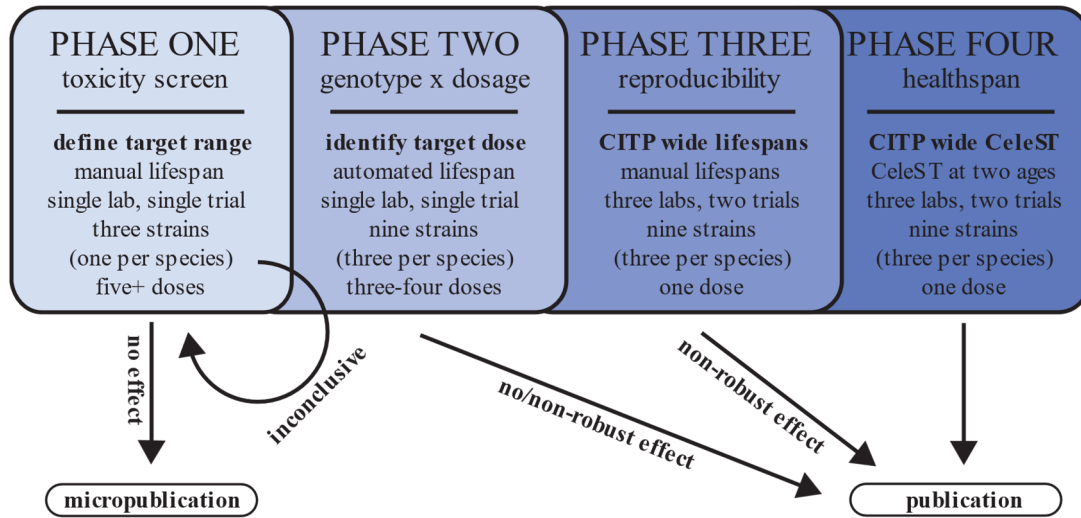 PHASE ONE
toxicity screen
define target range
manual lifespan
single lab, single trial
three strains
(one per species)
five+ doses
PHASE TWO
genotype x dosage
identify target dose
automated lifespan
single lab, single trial
nine strains
(three per species)
three-four doses
PHASE THREE
reproducibility
CITP wide lifespans
manual lifespans
three labs, two trials
nine strains
(three per species)
one dose
PHASE FOUR
healthspan
CITP wide CeleST
CeleST at two ages
three labs, two trials
nine strains
(three per species)
one dose
no effect
inconclusive
no/non-robust effect
non-robust effect
micropublication
publication